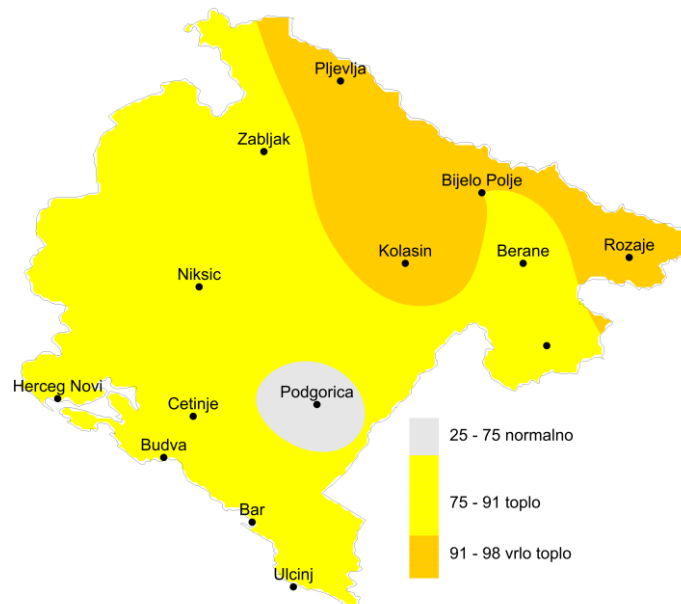 Pljevlja
Zabljak
Bijelo Polje
Kolasin
Berane
Rozaje
Niksic
Herceg Novi
Cetinje
Podgorica
Budva
Bar
Ulcinj
25 - 75 normalno
75 - 91 toplo
91 - 98 vrlo toplo